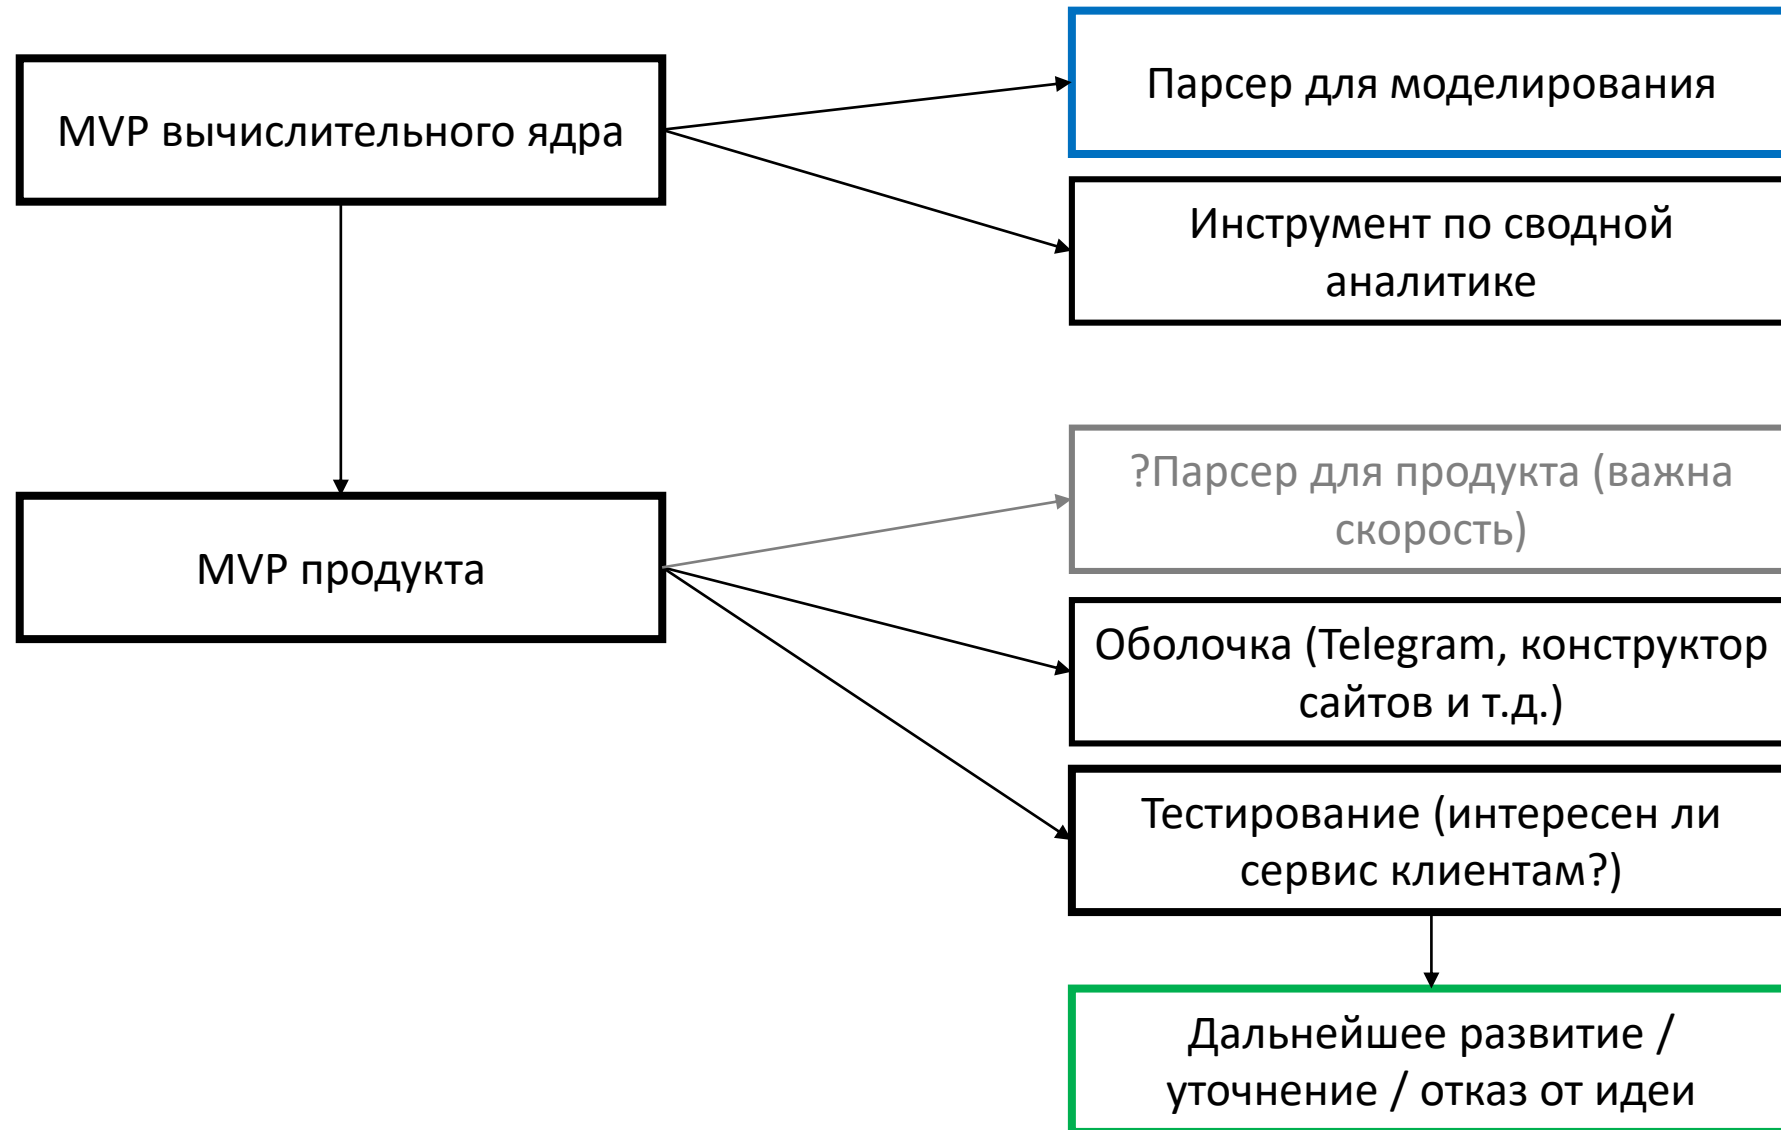 Парсер для моделирования
MVP вычислительного ядра
Инструмент по сводной
аналитике
?Парсер для продукта (важна
скорость)
MVP продукта
Оболочка (Telegram, конструктор
сайтов и т.д.)
Тестирование (интересен ли
сервис клиентам?)
Дальнейшее развитие /
уточнение / отказ от идеи